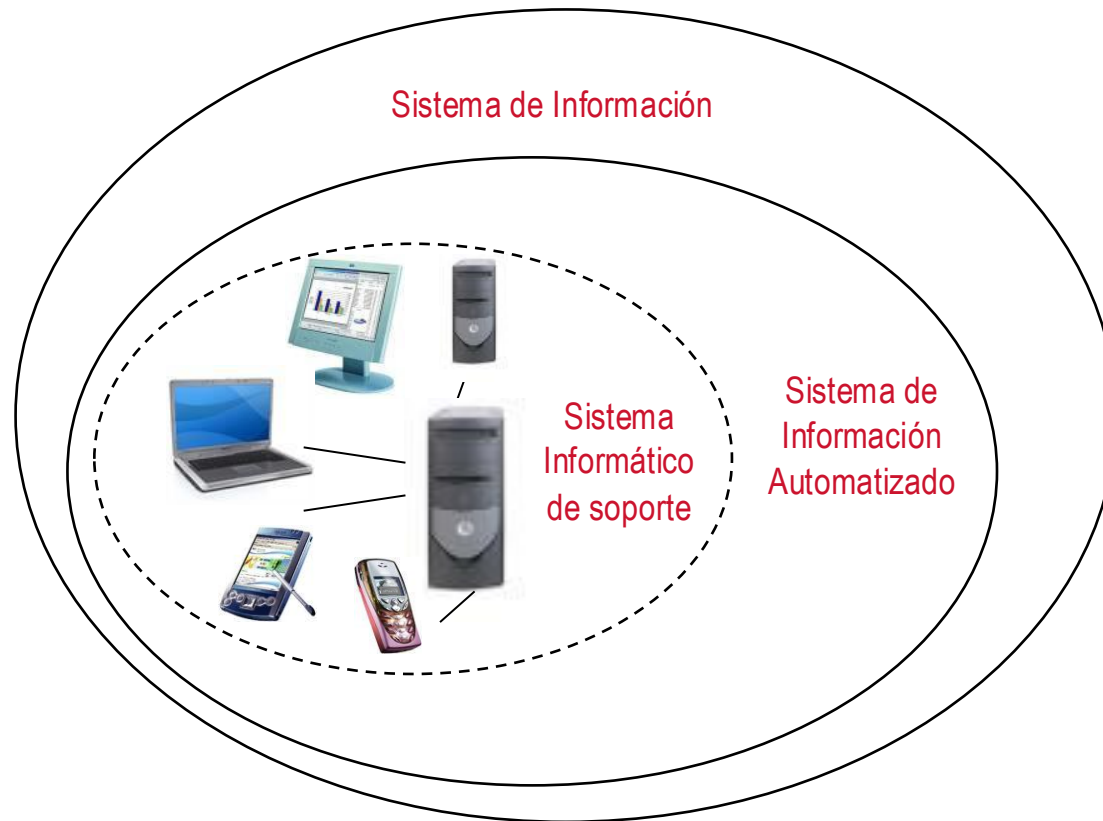 Sistema de Información
Sistema
Informático
de soporte
Sistema de
Información
Automatizado